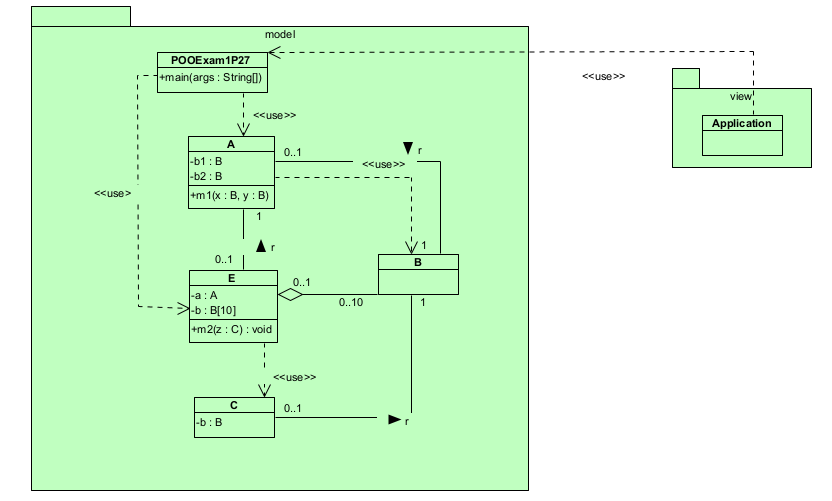 model
POOExam1P27
+main(args : String[])
<<use>>
view
Application
<<use>>
A
-b1 : B
-b2 : B
+m1(x : B, y : B)
0..1
r
<<use>>
<<use>
1
r
0..1
1
B
E
-a : A
-b : B[10]
+m2(z : C) : void
0..1
0..10
1
<<use>>
C
-b : B
0..1
r